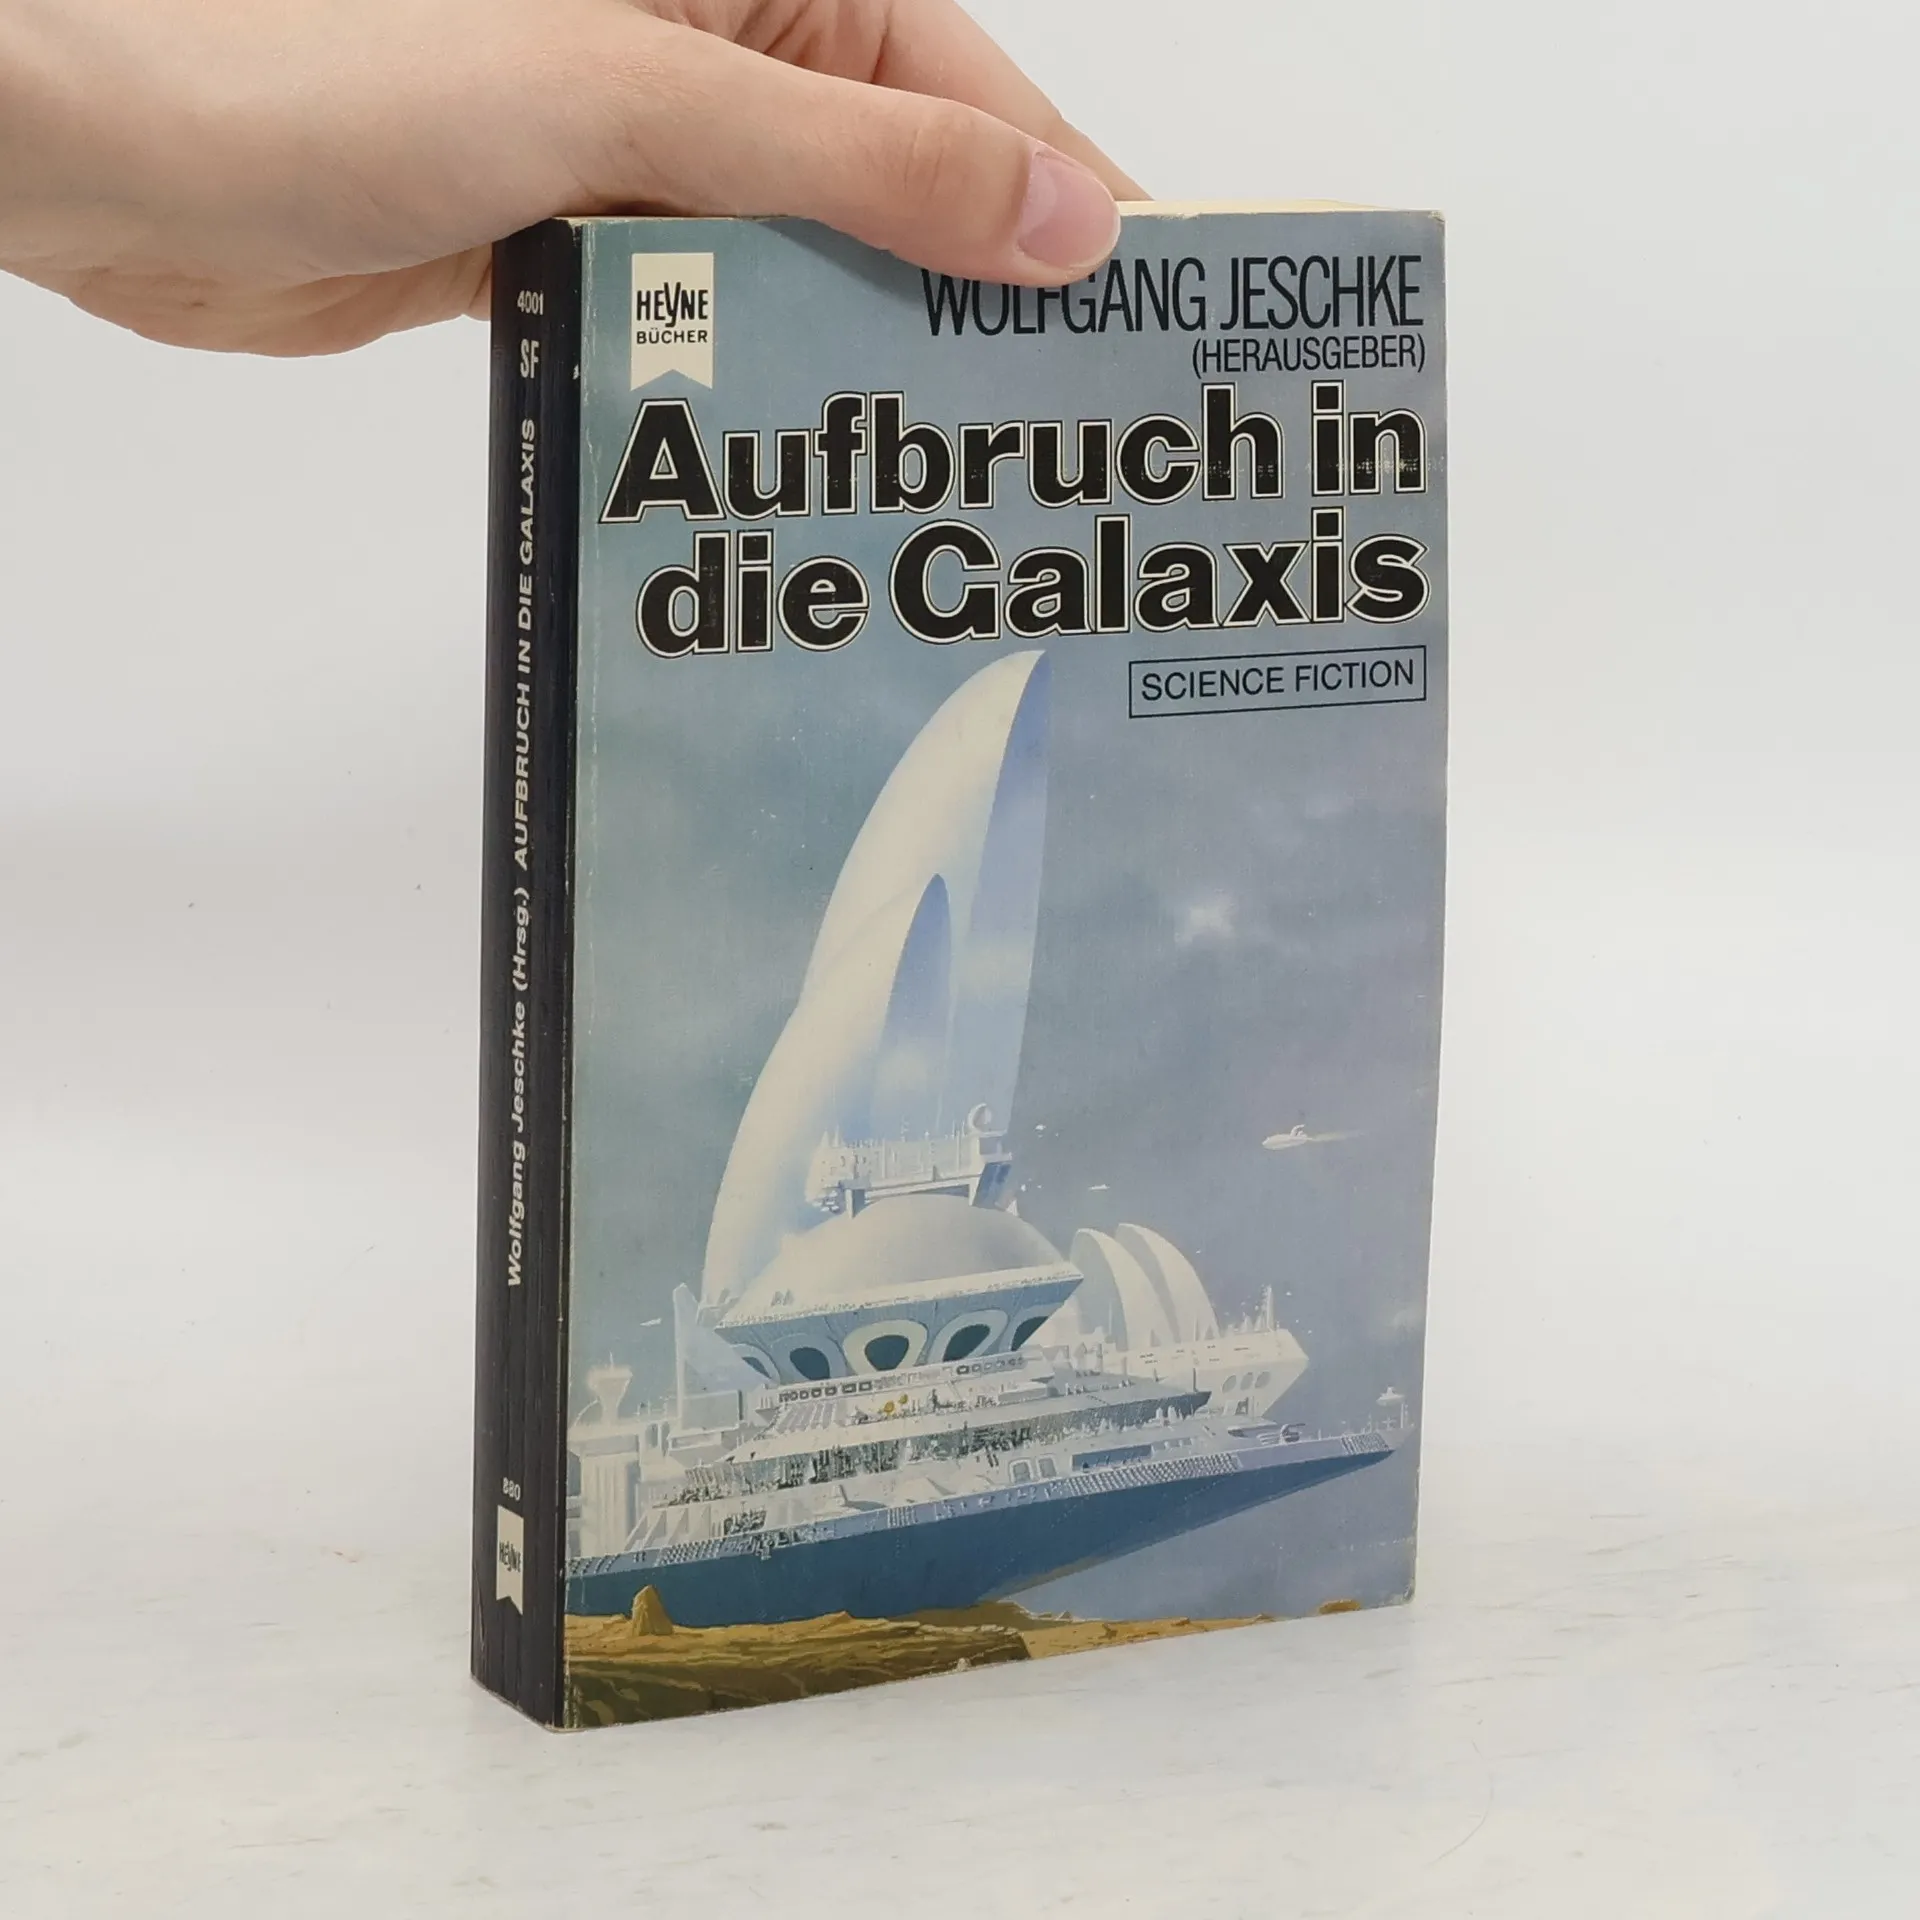 HEYNE
BÜCHER
WOLFGANG JESCHKE
(HERAUSGEBER)
Aufbruch in
die Galaxis
SCIENCE FICTION
4001
SF
Wolfgang Jeschke (Hrsg.) AUFBRUCH IN DIE GALAXIS
880
HEYNE